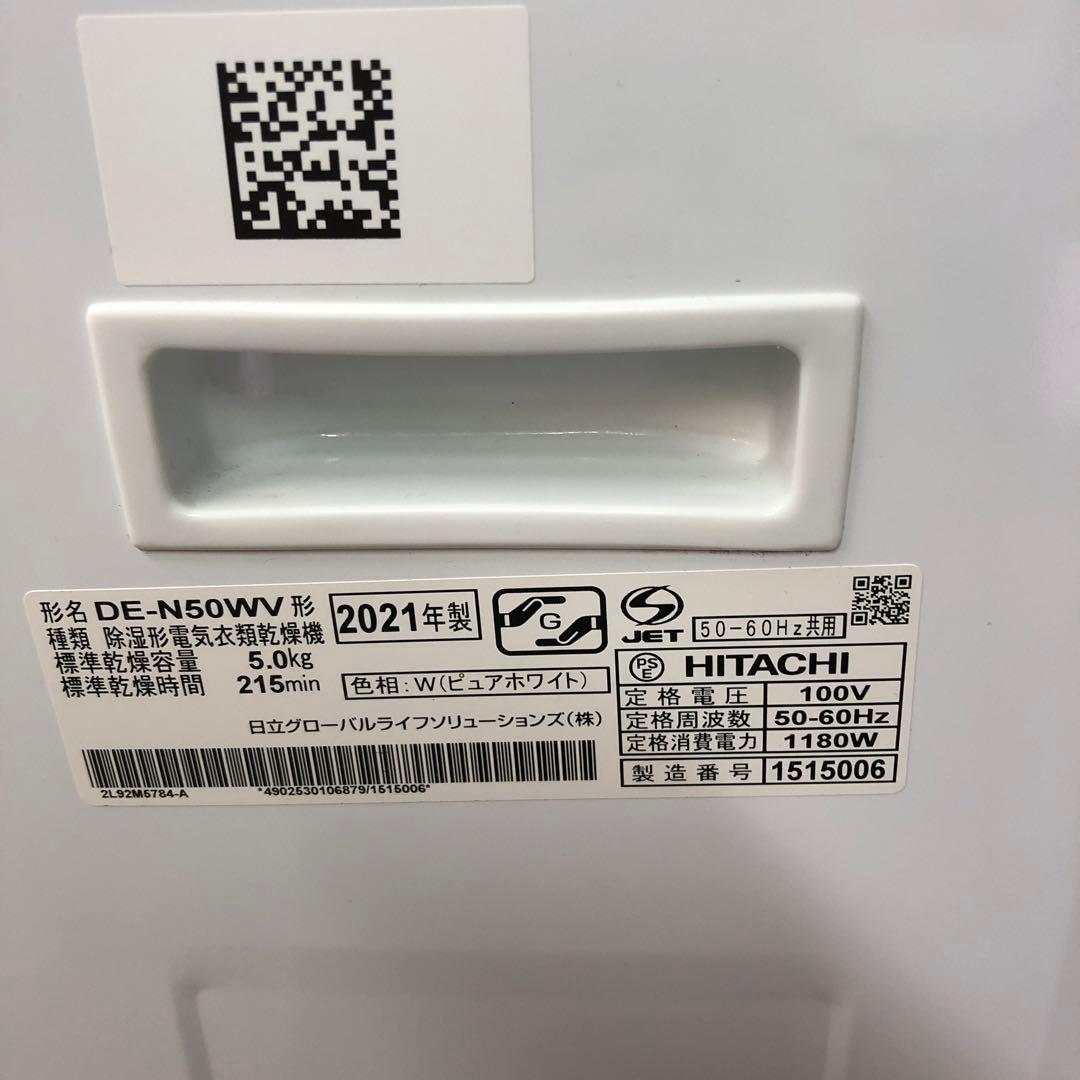 形名 DE-N50WV 形
種類 除湿形電気衣類乾燥機
標準乾燥容量 5.0kg
標準乾燥時間 215min
2021年製
色相:W(ピュアホワイト)
日立グローバルライフソリューションズ(株)
2L92M5784-A
*4902530106879/1515006*
G
JET
50-60Hz共用
PSE HITACHI
定格電圧 100V
定格周波数 50-60Hz
定格消費電力 1180W
製造番号 1515006